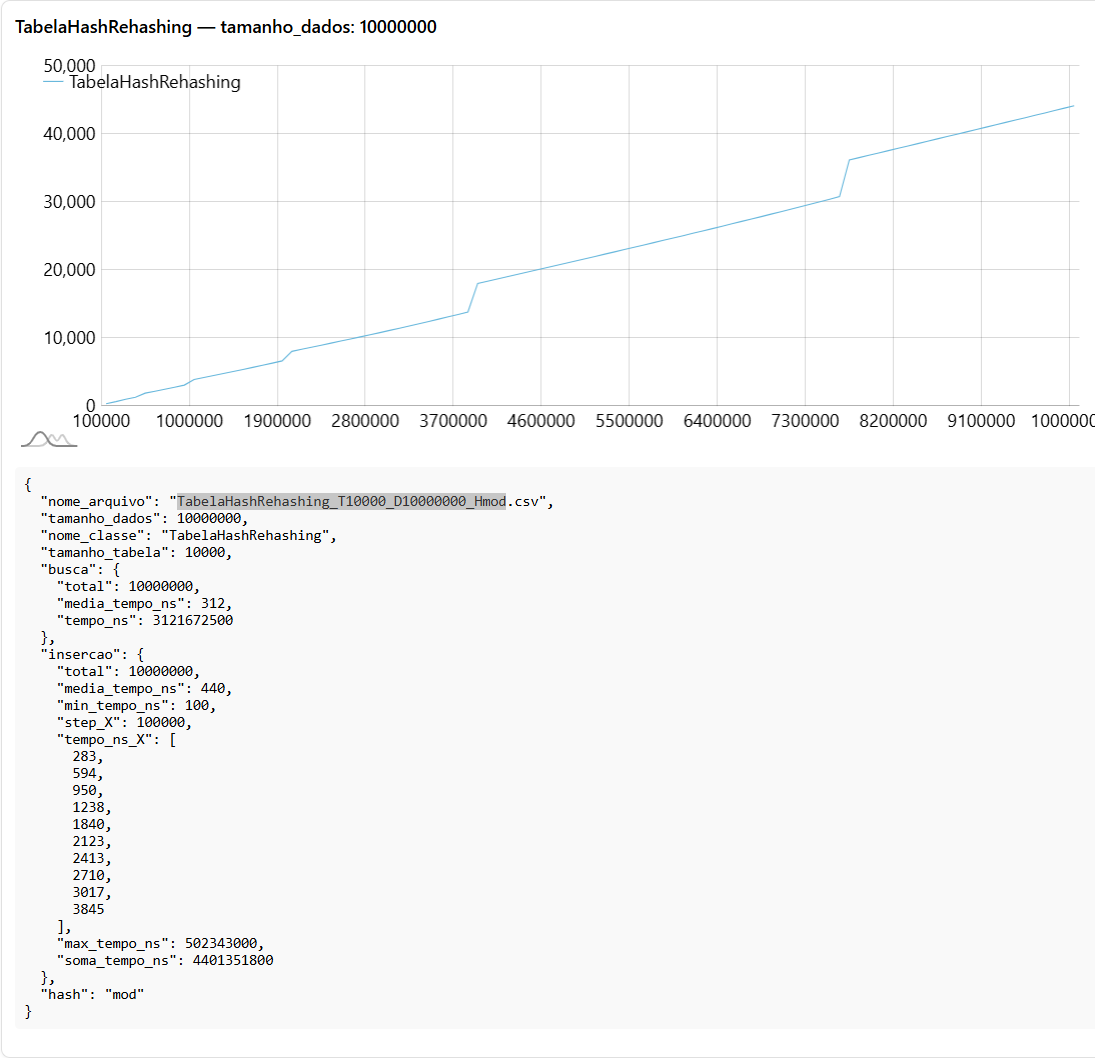 TabelaHashRehashing — tamanho_dados: 10000000
50,000
TabelaHashRehashing
40,000
30,000
20,000
10,000
0
100000 1000000 1900000 2800000 3700000 4600000 5500000 6400000 7300000 8200000 9100000 1000000
{
"nome_arquivo": "TabelaHashRehashing_T10000_D10000000_Hmod.csv",
"tamanho_dados": 10000000,
"nome_classe": "TabelaHashRehashing",
"tamanho_tabela": 10000,
"busca": {
"total": 10000000,
"media_tempo_ns": 312,
"tempo_ns": 3121672500
},
"insercao": {
"total": 10000000,
"media_tempo_ns": 440,
"min_tempo_ns": 100,
"step_X": 100000,
"tempo_ns_X": [
283,
594,
950,
1238,
1840,
2123,
2413,
2710,
3017,
3845
],
"max_tempo_ns": 502343000,
"soma_tempo_ns": 4401351800
},
"hash": "mod"
}